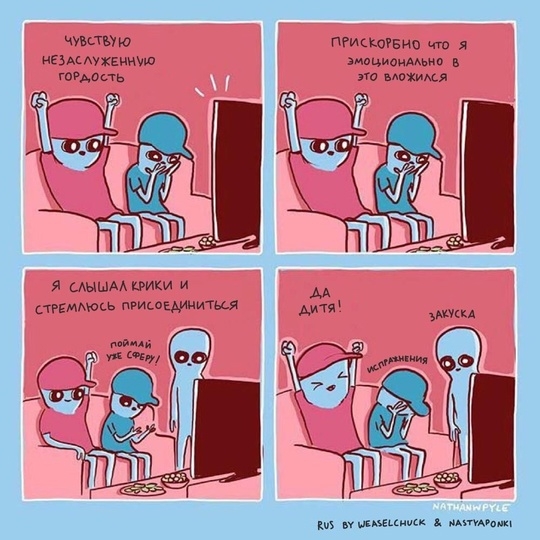 ЧУВСТВУЮ
НЕЗАСЛУЖЕННУЮ
ГОРДОСТЬ
ПРИСКОРБНО ЧТО Я
ЭМОЦИОНАЛЬНО В
ЭТО ВЛОЖИЛСЯ
Я СЛЫШАЛ КРИКИ И
СТРЕМЛЮСЬ ПРИСОЕДИНИТЬСЯ
ПОЙМАЙ
УЖЕ СФЕРУ!
ДА
ДИТЯ!
ИСПРАЖНЕНИЯ
ЗАКУСКА
NATHANWPYLE
RUS BY WEASELCHUCK & NASTYAPONKI